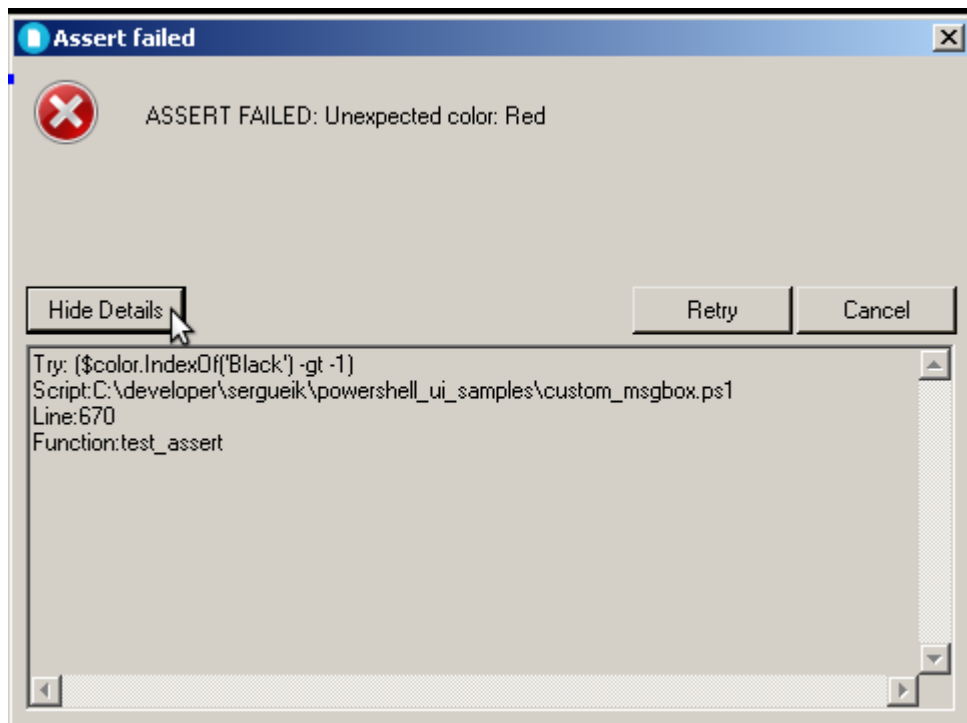 Assert failed
ASSERT FAILED: Unexpected color: Red
Hide Details
Retry
Cancel
Try: ($color.IndexOf('Black') -gt -1)
Script:C:\developer\sergueik\powershell_ui_samples\custom_msgbox.ps1
Line:670
Function:test_assert